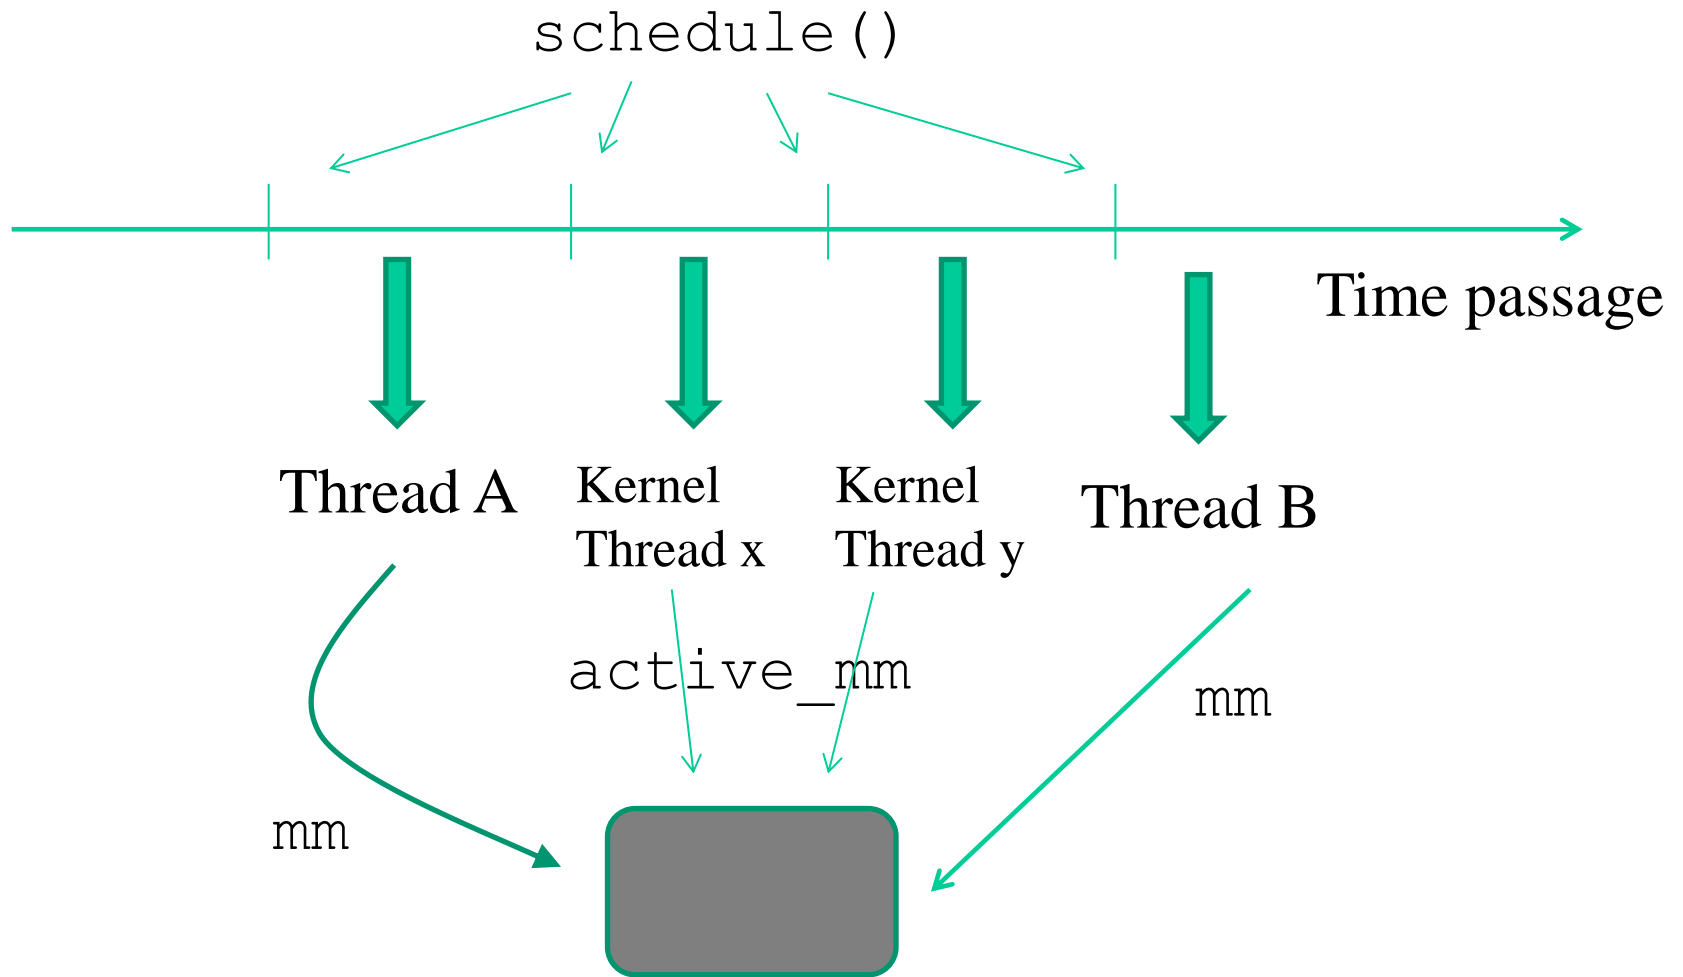 schedule()
Time passage
Thread A
Kernel
Thread x
Kernel
Thread y
Thread B
active_mm
mm
mm